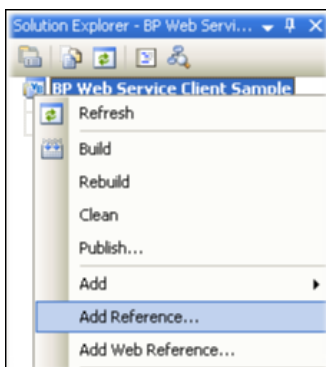 Solution Explorer - BP Web Servi...
BP Web Service Client Sample
Refresh
Build
Rebuild
Clean
Publish...
Add
Add Reference...
Add Web Reference...